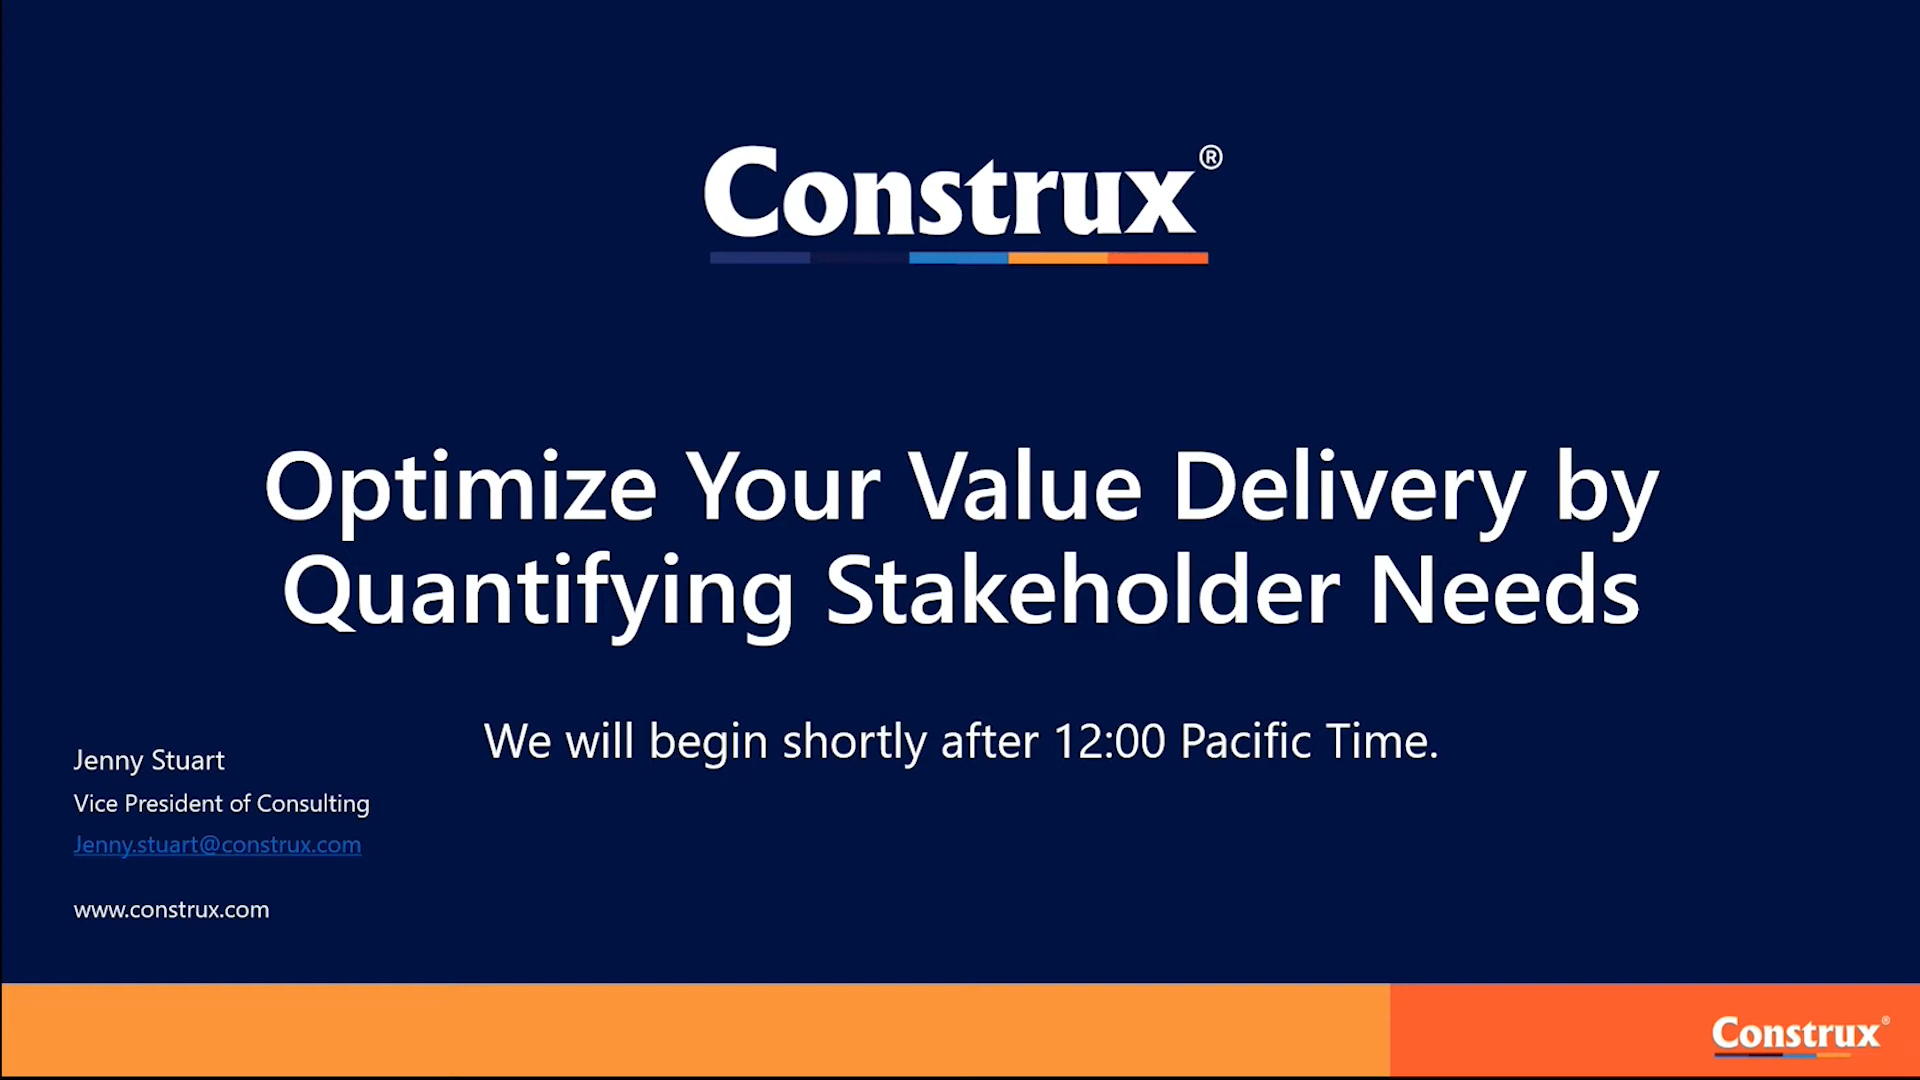 Construx®
Optimize Your Value Delivery by
Quantifying Stakeholder Needs
We will begin shortly after 12:00 Pacific Time.
Jenny Stuart
Vice President of Consulting
Jenny.stuart@construx.com
www.construx.com
Construx®